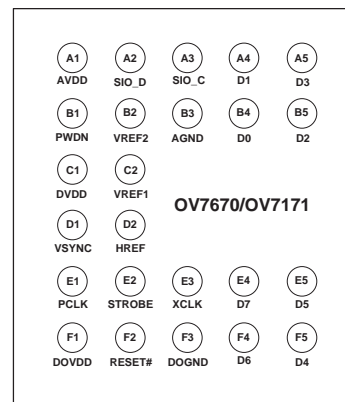 A1 A2 A3 A4 A5
AVDD SIO_D SIO_C D1 D3
B1 B2 B3 B4 B5
PWDN VREF2 AGND D0 D2
C1 C2
DVDD VREF1
OV7670/OV7171
D1 D2
VSYNC HREF
E1 E2 E3 E4 E5
PCLK STROBE XCLK D7 D5
F1 F2 F3 F4 F5
DOVDD RESET# DOGND D6 D4